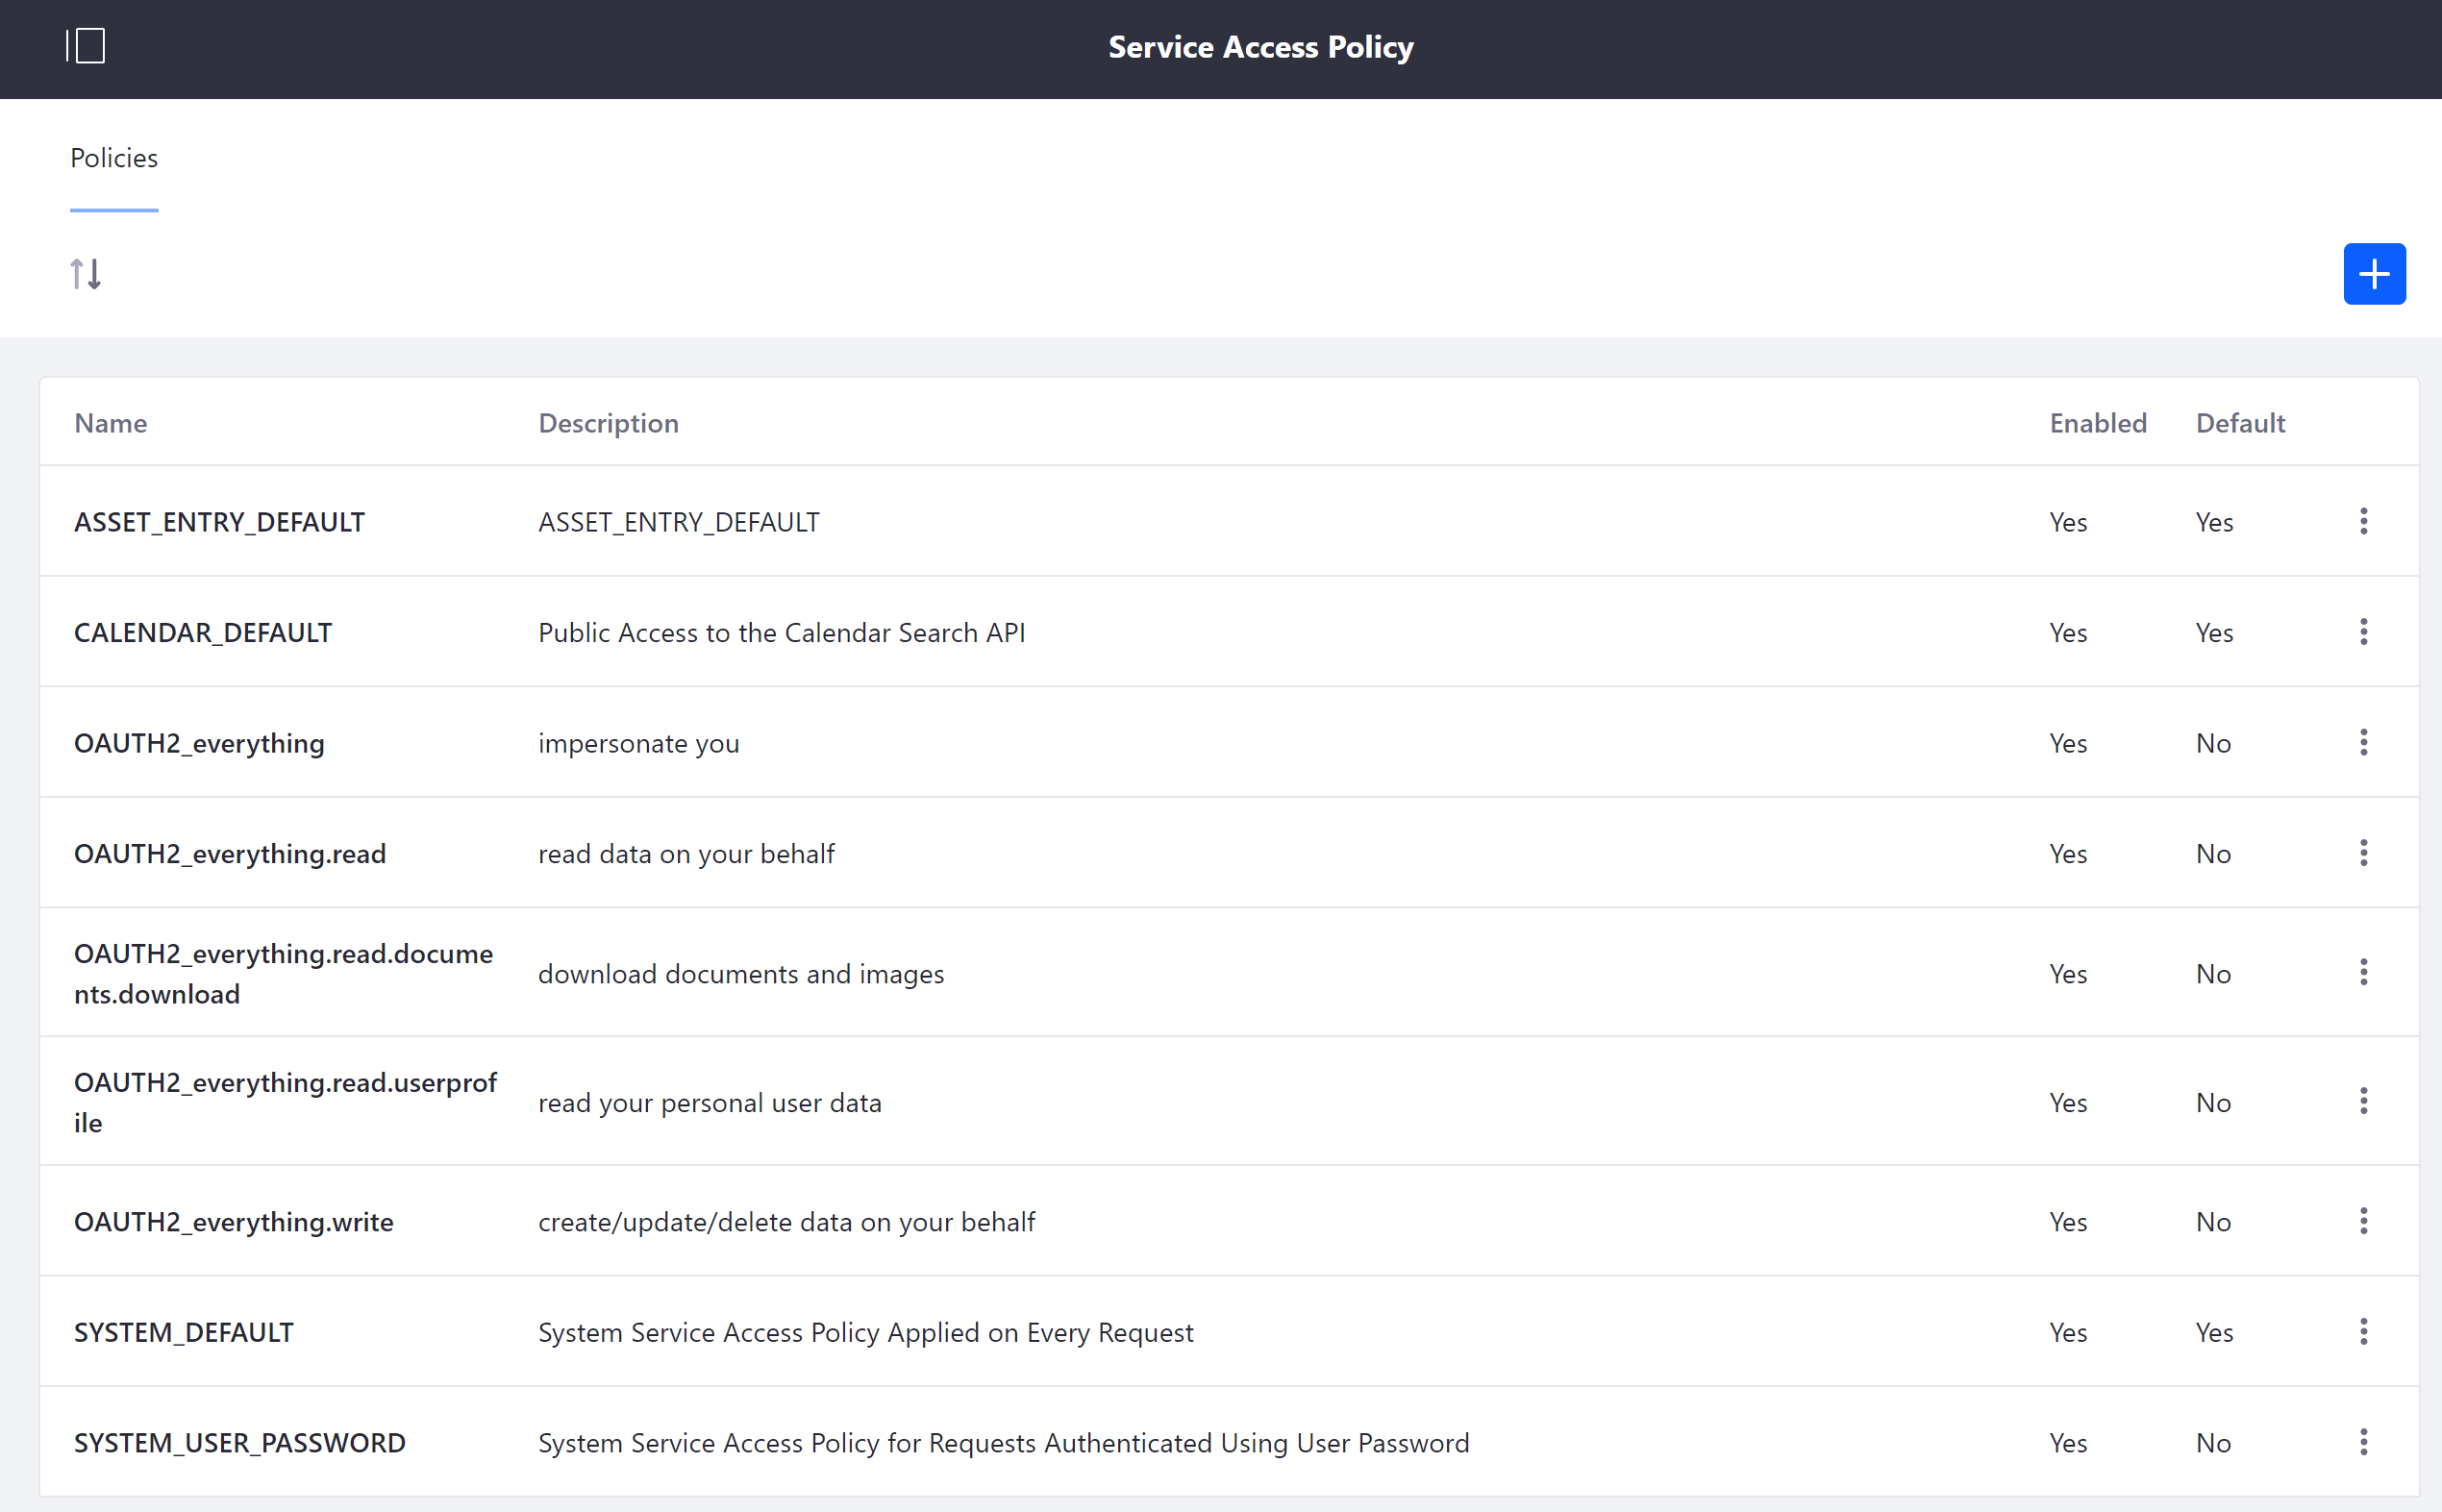 Service Access Policy
Policies
Name Description Enabled Default
ASSET_ENTRY_DEFAULT ASSET_ENTRY_DEFAULT Yes Yes
CALENDAR_DEFAULT Public Access to the Calendar Search API Yes Yes
OAUTH2_everything impersonate you Yes No
OAUTH2_everything.read read data on your behalf Yes No
OAUTH2_everything.read.docume
nts.download
download documents and images Yes No
OAUTH2_everything.read.userprof
ile
read your personal user data Yes No
OAUTH2_everything.write create/update/delete data on your behalf Yes No
SYSTEM_DEFAULT System Service Access Policy Applied on Every Request Yes Yes
SYSTEM_USER_PASSWORD System Service Access Policy for Requests Authenticated Using User Password Yes No